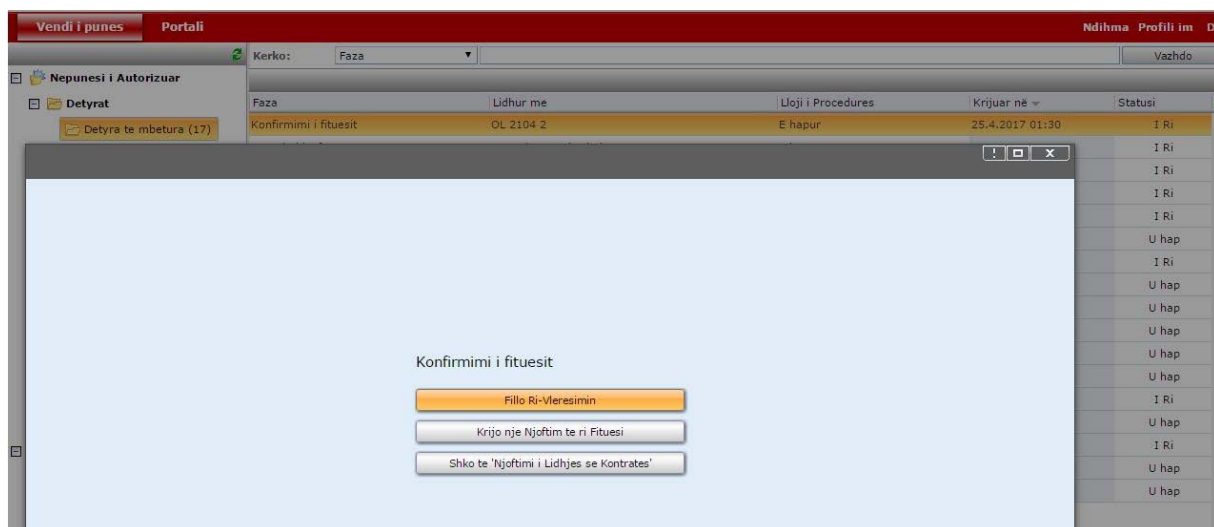 Vendi i punes Portali Ndihma Profili im D
Kerko: Faza Vazhdo
Nepunesi i Autorizuar
Detyrat Faza Lidhur me Lloji i Procedures Krijuar në Statusi
Detyra te mbetura (17) Konfirmimi i fituesit OL 2104 2 E hapur 25.4.2017 01:30 I Ri
I Ri
I Ri
I Ri
I Ri
U hap
I Ri
U hap
U hap
U hap
U hap
Konfirmimi i fituesit
U hap
Fillo Ri-Vleresimin I Ri
U hap
Krijo nje Njoftim te ri Fituesi
I Ri
Shko te 'Njoftimi i Lidhjes se Kontrates'
U hap
U hap